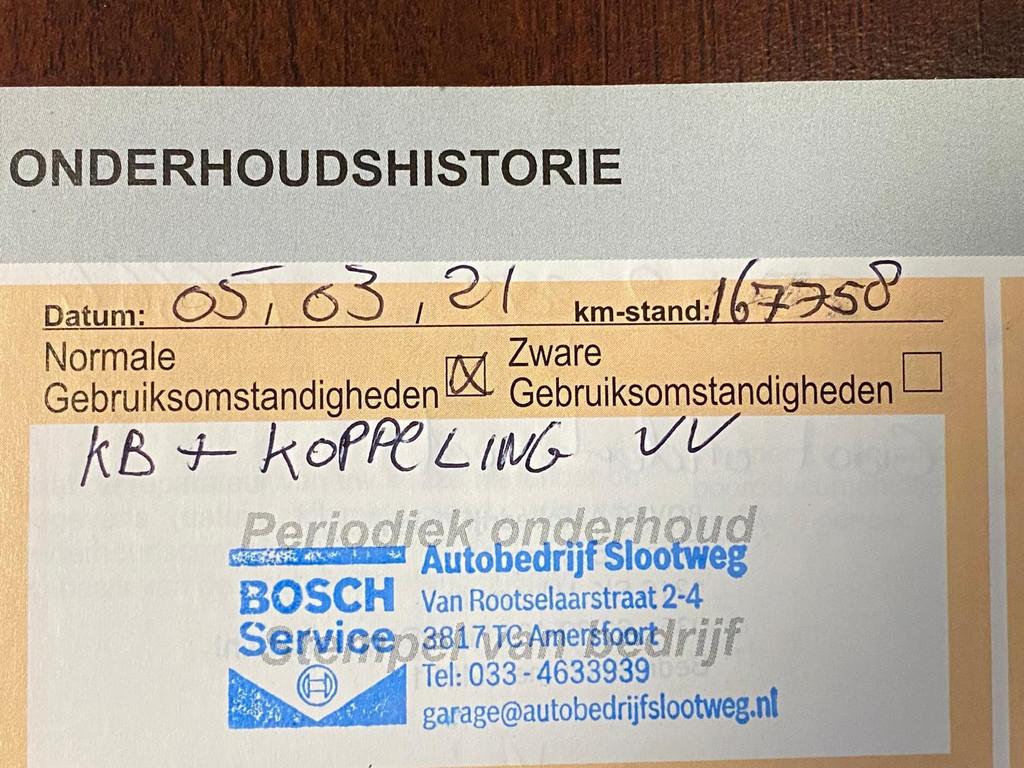 ONDERHOUDSHISTORIE
Datum: 05, 03, 21 km-stand: 167758
Normale
Gebruiksomstandigheden
Zware
Gebruiksomstandigheden
KB + KOPPELING VV
Periodiek onderhoud
Stempel van bedrijf
BOSCH
Service
Autobedrijf Slootweg
Van Rootselaarstraat 2-4
3817 TC Amersfoort
Tel: 033-4633939
garage@autobedrijfslootweg.nl